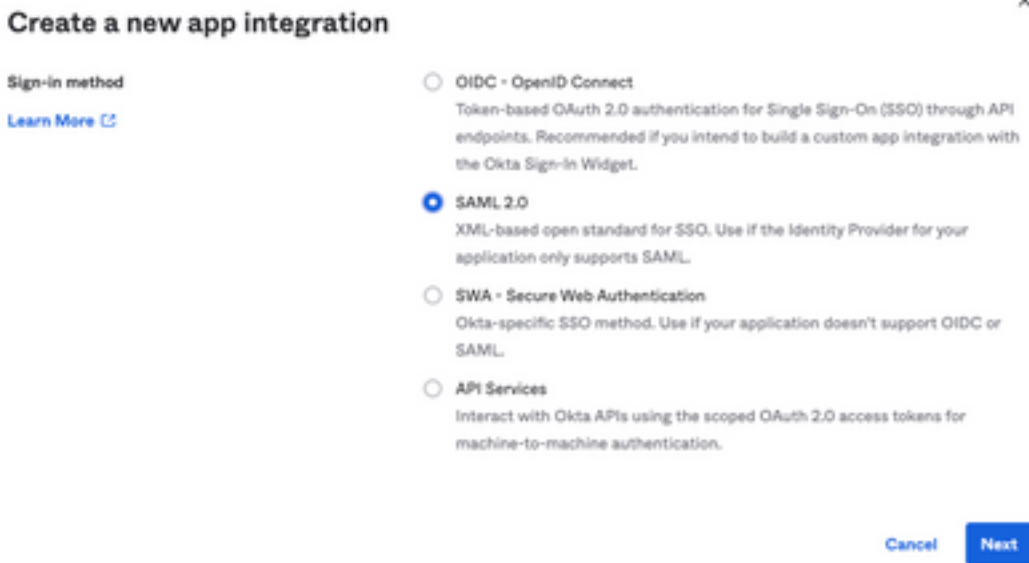 Create a new app integration
Sign-in method
Learn More
OIDC - OpenID Connect
Token-based OAuth 2.0 authentication for Single Sign-On (SSO) through API
endpoints. Recommended if you intend to build a custom app integration with
the Okta Sign-In Widget.
SAML 2.0
XML-based open standard for SSO. Use if the Identity Provider for your
application only supports SAML.
SWA - Secure Web Authentication
Okta-specific SSO method. Use if your application doesn't support OIDC or
SAML.
API Services
Interact with Okta APIs using the scoped OAuth 2.0 access tokens for
machine-to-machine authentication.
Cancel
Next